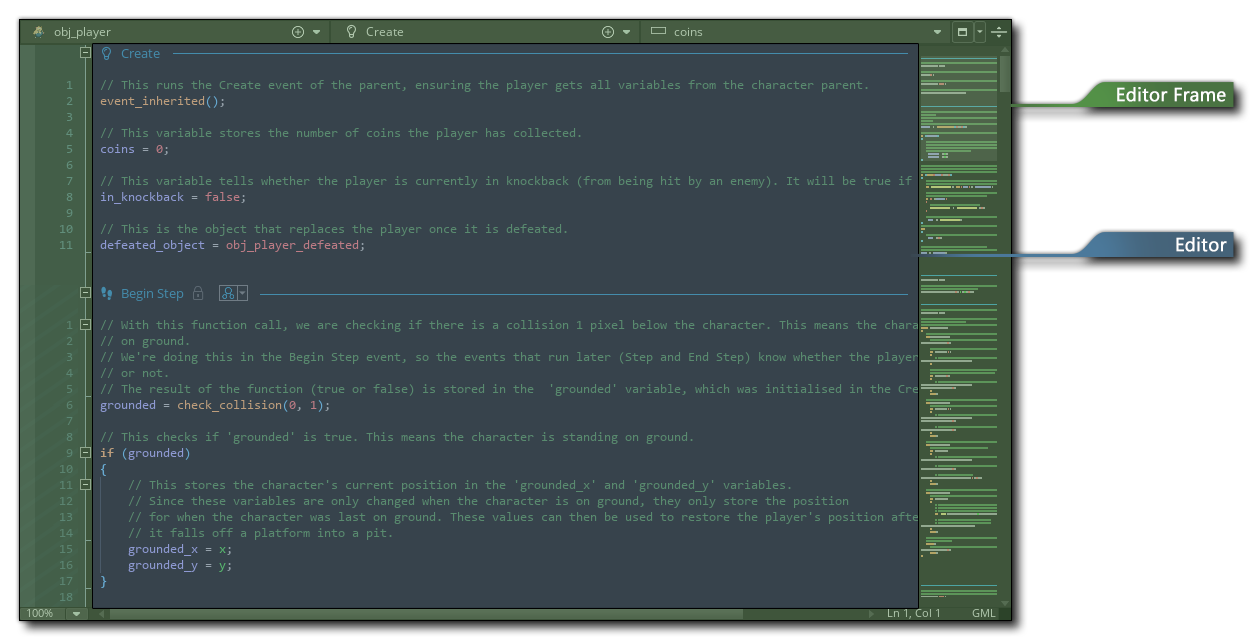 obj_player Create coins
Create
1 // This runs the Create event of the parent, ensuring the player gets all variables from the character parent.
2 event_inherited();
3
4 // This variable stores the number of coins the player has collected.
5 coins = 0;
6
7 // This variable tells whether the player is currently in knockback (from being hit by an enemy). It will be true if
8 in_knockback = false;
9
10 // This is the object that replaces the player once it is defeated.
11 defeated_object = obj_player_defeated;
Begin Step
1 // With this function call, we are checking if there is a collision 1 pixel below the character. This means the chara
2 // on ground.
3 // We're doing this in the Begin Step event, so the events that run later (Step and End Step) know whether the player
4 // or not.
5 // The result of the function (true or false) is stored in the  'grounded' variable, which was initialised in the Cre
6 grounded = check_collision(0, 1);
7
8 // This checks if 'grounded' is true. This means the character is standing on ground.
9 if (grounded)
10 {
11 // This stores the character's current position in the 'grounded_x' and 'grounded_y' variables.
12 // Since these variables are only changed when the character is on ground, they only store the position
13 // for when the character was last on ground. These values can then be used to restore the player's position afte
14 // it falls off a platform into a pit.
15 grounded_x = x;
16 grounded_y = y;
17 }
18
100% Ln 1, Col 1 GML
Editor Frame
Editor